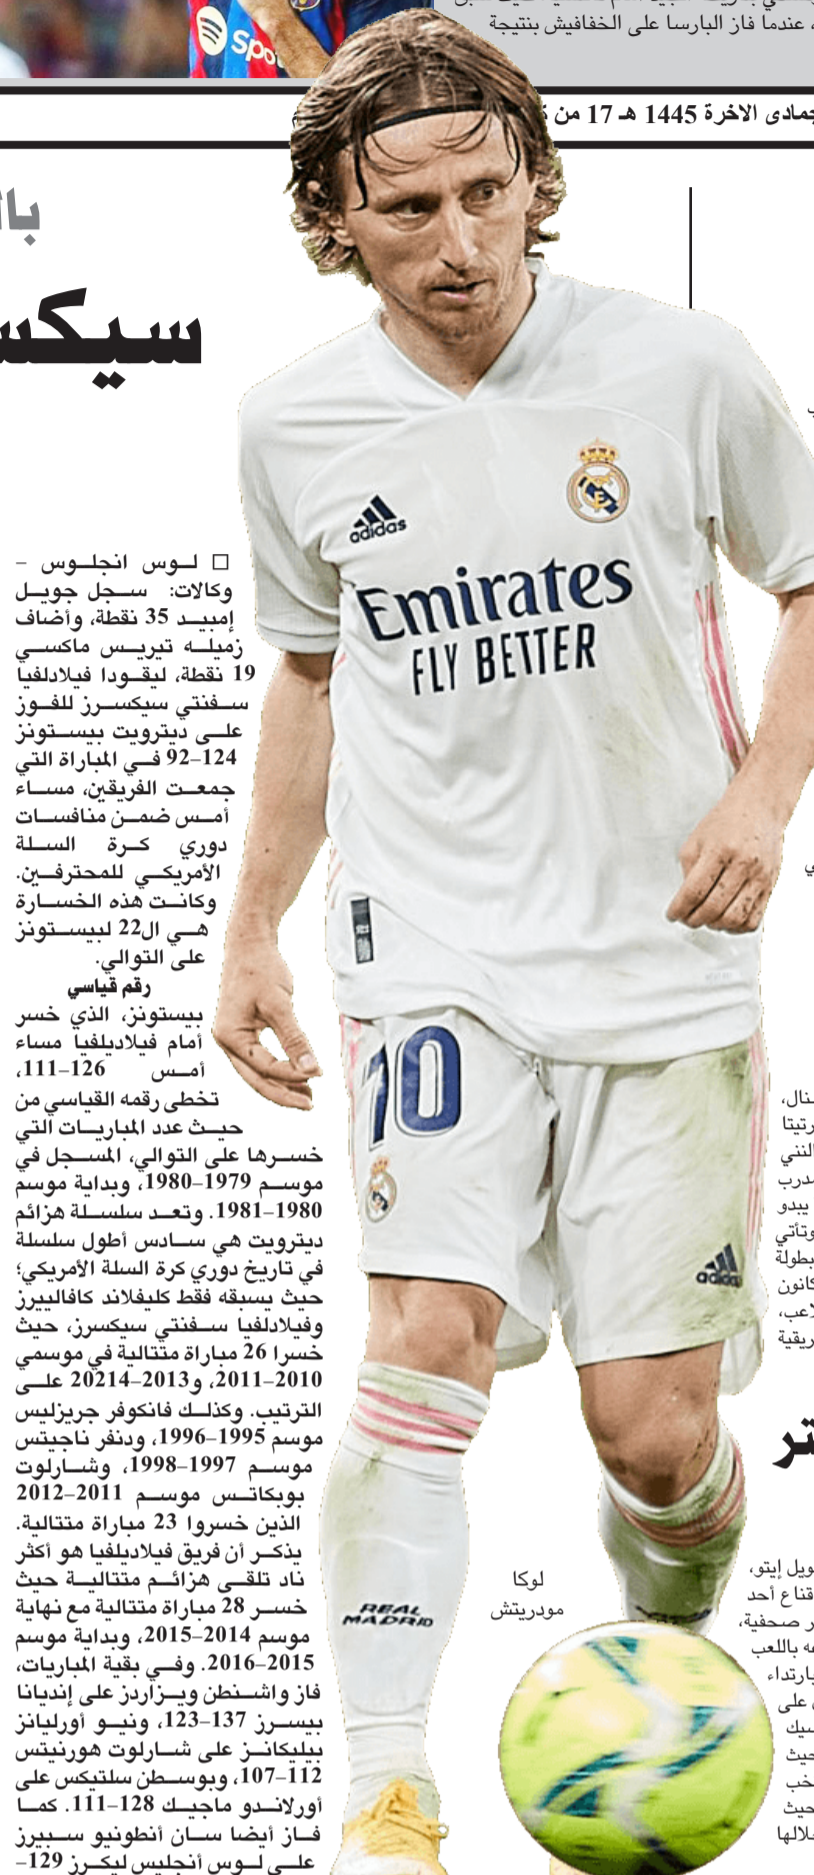 ، عندما فاز البارسا على الخفافيش بنتيجة
جمادى الاخرة 1445 هـ 17 من
سيكس
□ لوس انجلوس –
وكالات: سجل جويل
إمبيد 35 نقطة، وأضاف
زميله تيريس ماكسي
19 نقطة، ليقودا فيلادلفيا
سفنتي سيكسرز للفوز
على ديترويت بيستونز
124–92 في المباراة التي
جمعت الفريقين، مساء
أمس ضمن منافسات
دوري كرة السلة
الأمريكي للمحترفين.
وكانت هذه الخسارة
هي ال22 لبيستونز
على التوالي.
رقم قياسي
بيستونز، الذي خسر
أمام فيلاديلفيا مساء
أمس 126–111،
تخطى رقمه القياسي من
حيث عدد المباريات التي
خسرها على التوالي، المسجل في
موسم 1979–1980، وبداية موسم
1980–1981. وتعد سلسلة هزائم
ديترويت هي سادس أطول سلسلة
في تاريخ دوري كرة السلة الأمريكي؛
حيث يسبقه فقط كليفلاند كافالييرز
وفيلادلفيا سفنتي سيكسرز، حيث
خسرا 26 مباراة متتالية في موسمي
2010–2011، و2013–20214 على
الترتيب. وكذلك فانكوفر جريزليس
موسم 1995–1996، ودنفر ناجيتس
موسم 1997–1998، وشارلوت
بوبكاتس موسم 2011–2012
الذين خسروا 23 مباراة متتالية.
يذكر أن فريق فيلاديلفيا هو أكثر
ناد تلقى هزائم متتالية حيث
خسر 28 مباراة متتالية مع نهاية
موسم 2014–2015، وبداية موسم
2015–2016. وفي بقية المباريات،
فاز واشنطن ويزاردز على إنديانا
بيسرز 137–123، ونيو أورليانز
بيليكانز على شارلوت هورنيتس
112–107، وبوسطن سلتيكس على
أورلاندو ماجيك 128–111. كما
فاز أيضا سان أنطونيو سبيرز
على لوس أنجليس ليكرز 129–
adidas
Emirates
FLY BETTER
10
adidas
REAL
MADRID
لوكا
مودريتش
يبدو
وتأتي
حيث
حيث